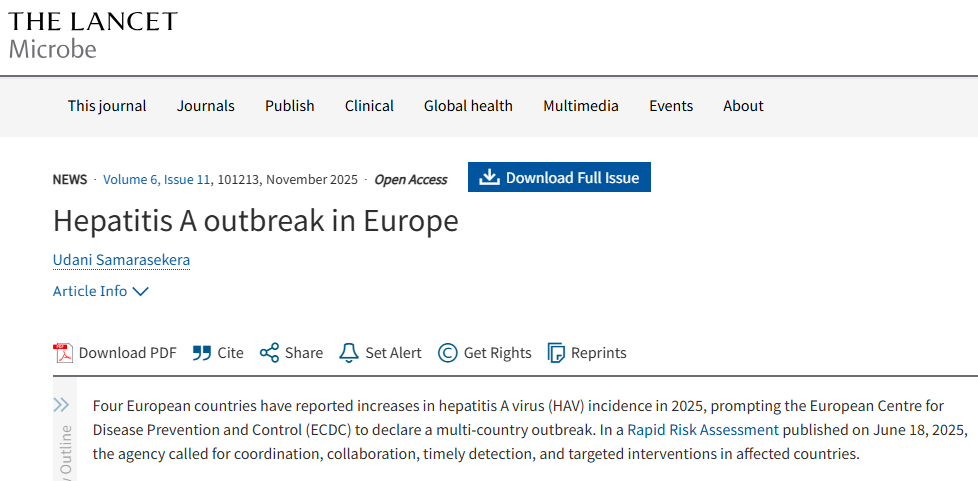 THE LANCET
Microbe
This journal Journals Publish Clinical Global health Multimedia Events About
NEWS · Volume 6, Issue 11, 101213, November 2025 · Open Access Download Full Issue
Hepatitis A outbreak in Europe
Udani Samarasekera
Article Info
Download PDF Cite Share Set Alert Get Rights Reprints
Four European countries have reported increases in hepatitis A virus (HAV) incidence in 2025, prompting the European Centre for
Disease Prevention and Control (ECDC) to declare a multi-country outbreak. In a Rapid Risk Assessment published on June 18, 2025,
the agency called for coordination, collaboration, timely detection, and targeted interventions in affected countries.
Outline